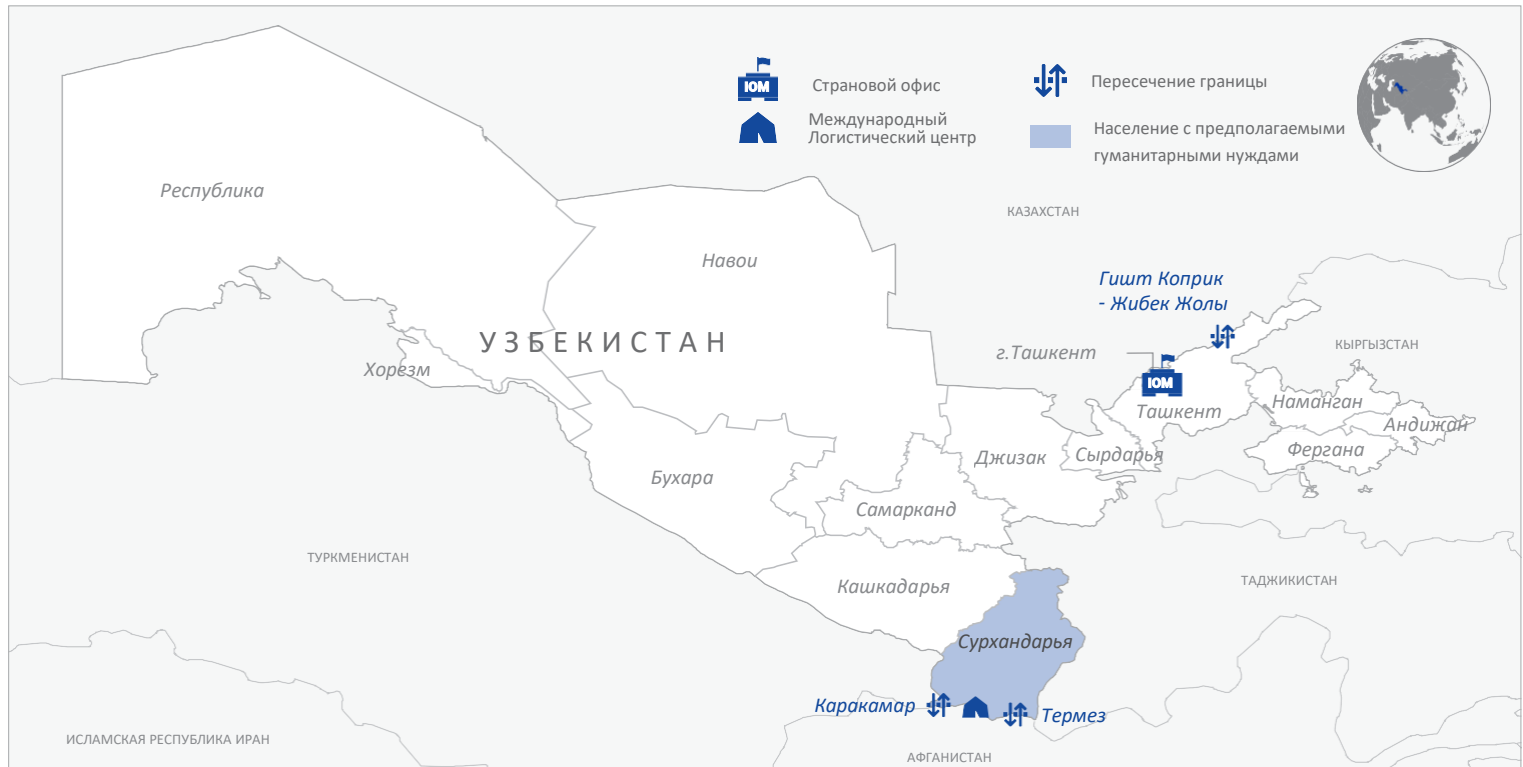 IOM
Страновой офис
Пересечение границы
Международный
Логистический центр
Население с предполагаемыми
гуманитарными нуждами
Республика
КАЗАХСТАН
Навои
Гишт Коприк
- Жибек Жолы
УЗБЕКИСТАН
г.Ташкент
КЫРГЫЗСТАН
Хорезм
IOM
Ташкент
Наманган
Андижан
Фергана
Джизак
Сырдарья
Бухара
Самарканд
ТУРКМЕНИСТАН
Кашкадарья
ТАДЖИКИСТАН
Сурхандарья
Каракамар
Термез
ИСЛАМСКАЯ РЕСПУБЛИКА ИРАН
АФГАНИСТАН